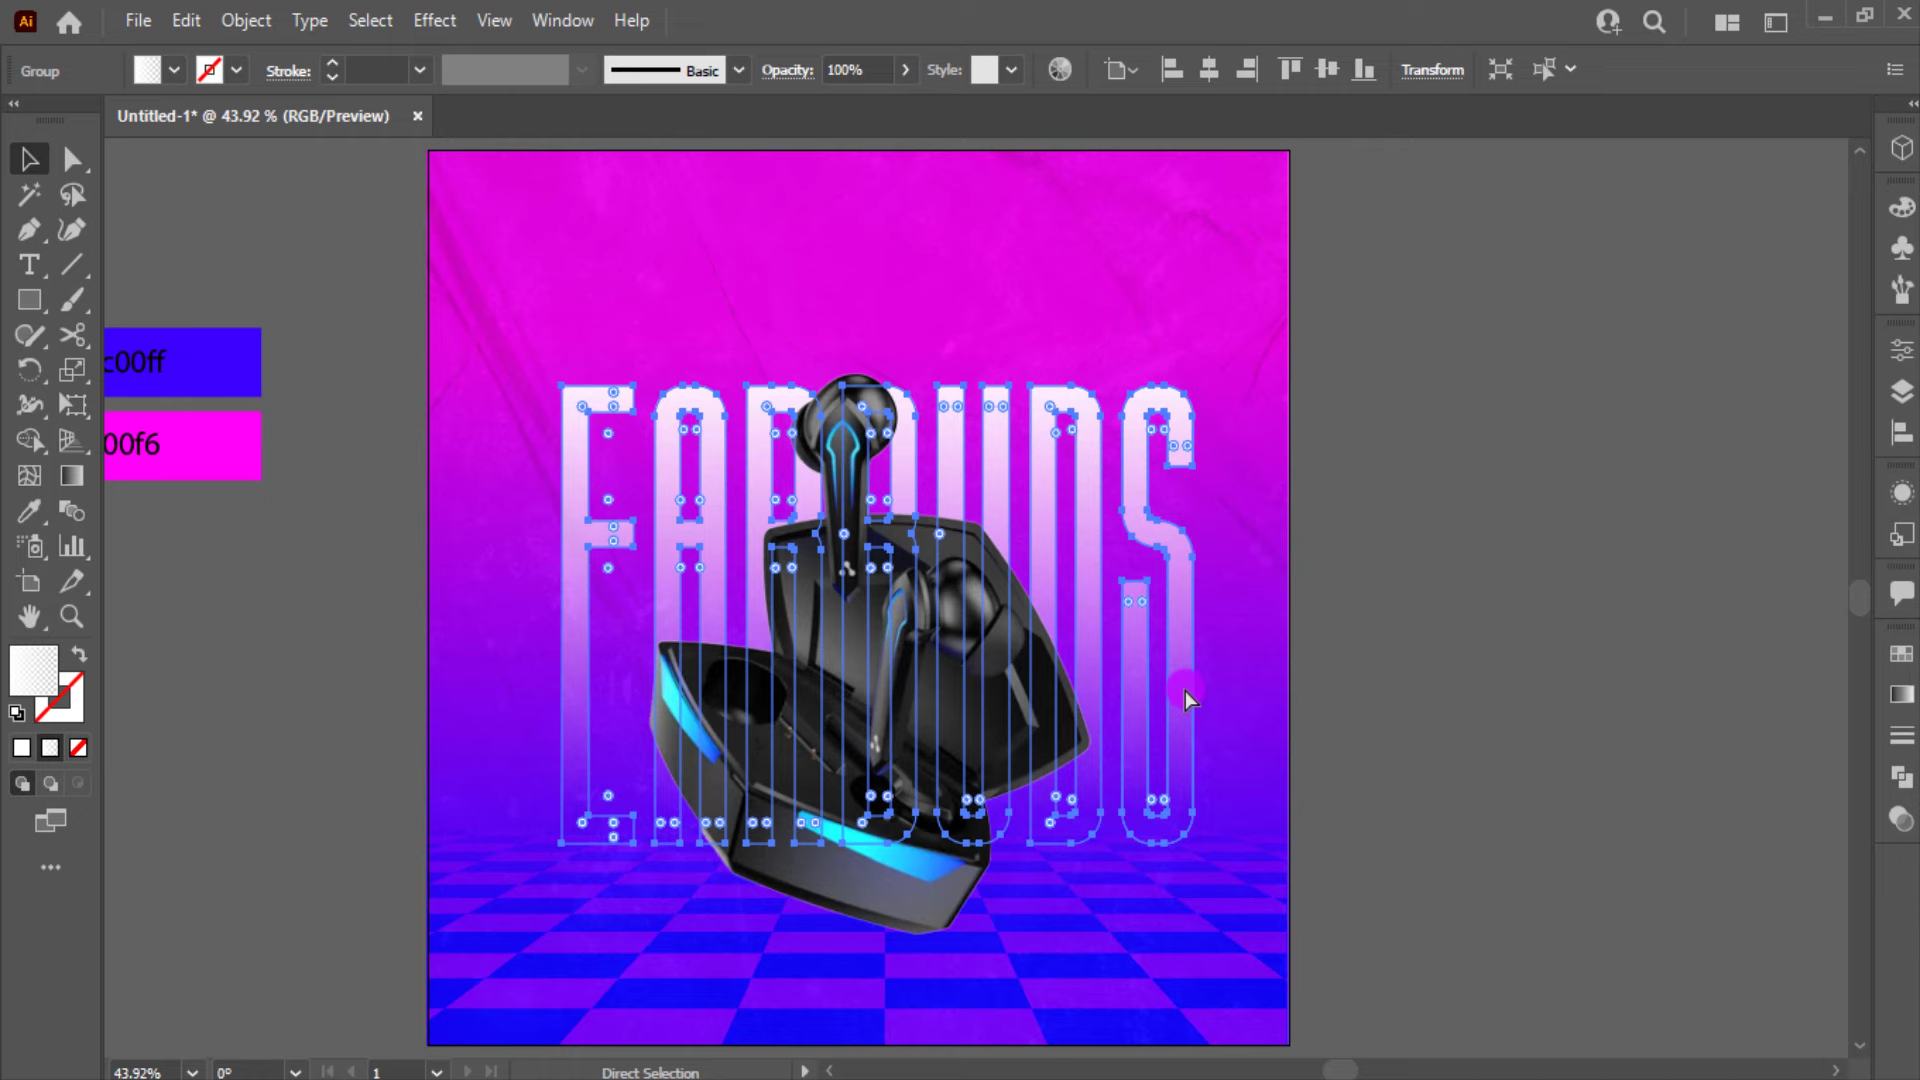 Ai File Edit Object Type Select Effect View Window Help
Group Stroke: Basic Opacity: 100% Style: Transform
Untitled-1* @ 43.92 % (RGB/Preview) ×
c00ff
00f6
EARBUDS
43.92% 0° 1 Direct Selection